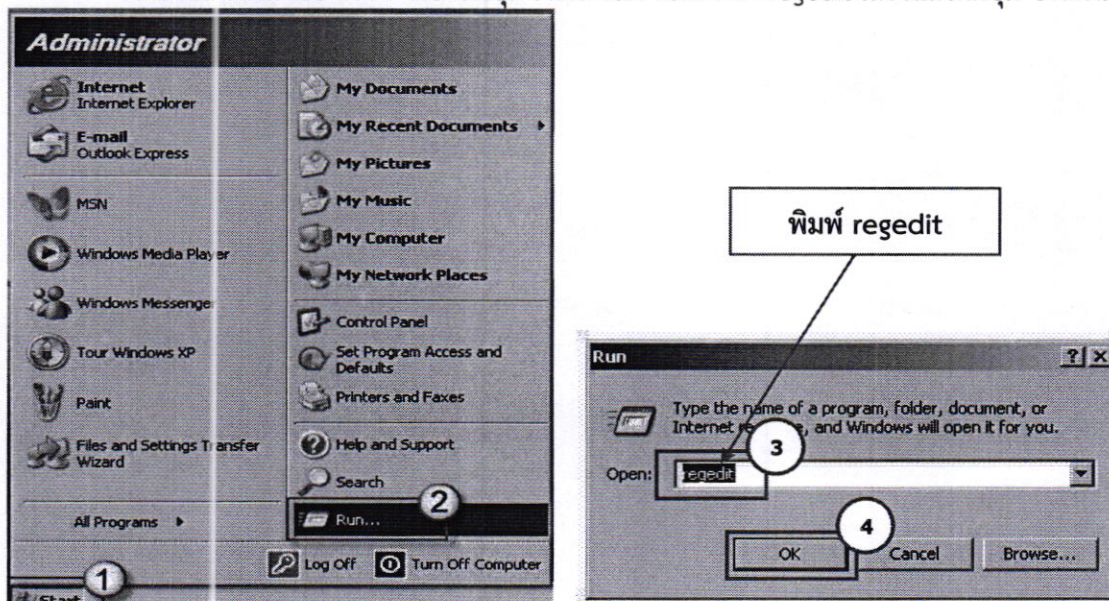 Administrator
Internet
Internet Explorer
E-mail
Outlook Express
MSN
Windows Media Player
Windows Messenge
Tour Windows XP
Paint
Files and Settings Transfer
Wizard
All Programs
My Documents
My Recent Documents
My Pictures
My Music
My Computer
My Network Places
Control Panel
Set Program Access and
Defaults
Printers and Faxes
Help and Support
Search
Run...
2
Log Off
Turn Off Computer
1
Start
พิมพ์ regedit
Run
Type the name of a program, folder, document, or
Internet, and Windows will open it for you.
3
Open: regedit
4
OK
Cancel
Browse...